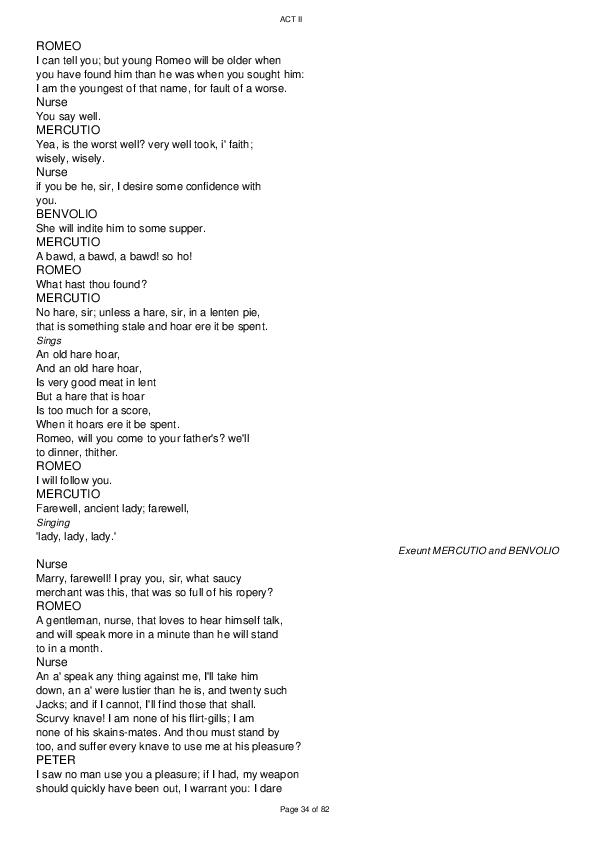 ACT II
ROMEO
I can tell you; but young Romeo will be older when
you have found him than he was when you sought him:
I am the youngest of that name, for fault of a worse.
Nurse
You say well.
MERCUTIO
Yea, is the worst well? very well took, i' faith;
wisely, wisely.
Nurse
if you be he, sir, I desire some confidence with
you.
BENVOLIO
She will indite him to some supper.
MERCUTIO
A bawd, a bawd, a bawd! so ho!
ROMEO
What hast thou found?
MERCUTIO
No hare, sir; unless a hare, sir, in a lenten pie,
that is something stale and hoar ere it be spent.
Sings
An old hare hoar,
And an old hare hoar,
Is very good meat in lent
But a hare that is hoar
Is too much for a score,
When it hoars ere it be spent.
Romeo, will you come to your father's? we'll
to dinner, thither.
ROMEO
I will follow you.
MERCUTIO
Farewell, ancient lady; farewell,
Singing
'lady, lady, lady.'
Exeunt MERCUTIO and BENVOLIO
Nurse
Marry, farewell! I pray you, sir, what saucy
merchant was this, that was so full of his ropery?
ROMEO
A gentleman, nurse, that loves to hear himself talk,
and will speak more in a minute than he will stand
to in a month.
Nurse
An a' speak any thing against me, I'll take him
down, an a' were lustier than he is, and twenty such
Jacks; and if I cannot, I'll find those that shall.
Scurvy knave! I am none of his flirt-gills; I am
none of his skains-mates. And thou must stand by
too, and suffer every knave to use me at his pleasure?
PETER
I saw no man use you a pleasure; if I had, my weapon
should quickly have been out, I warrant you: I dare
Page 34 of 82